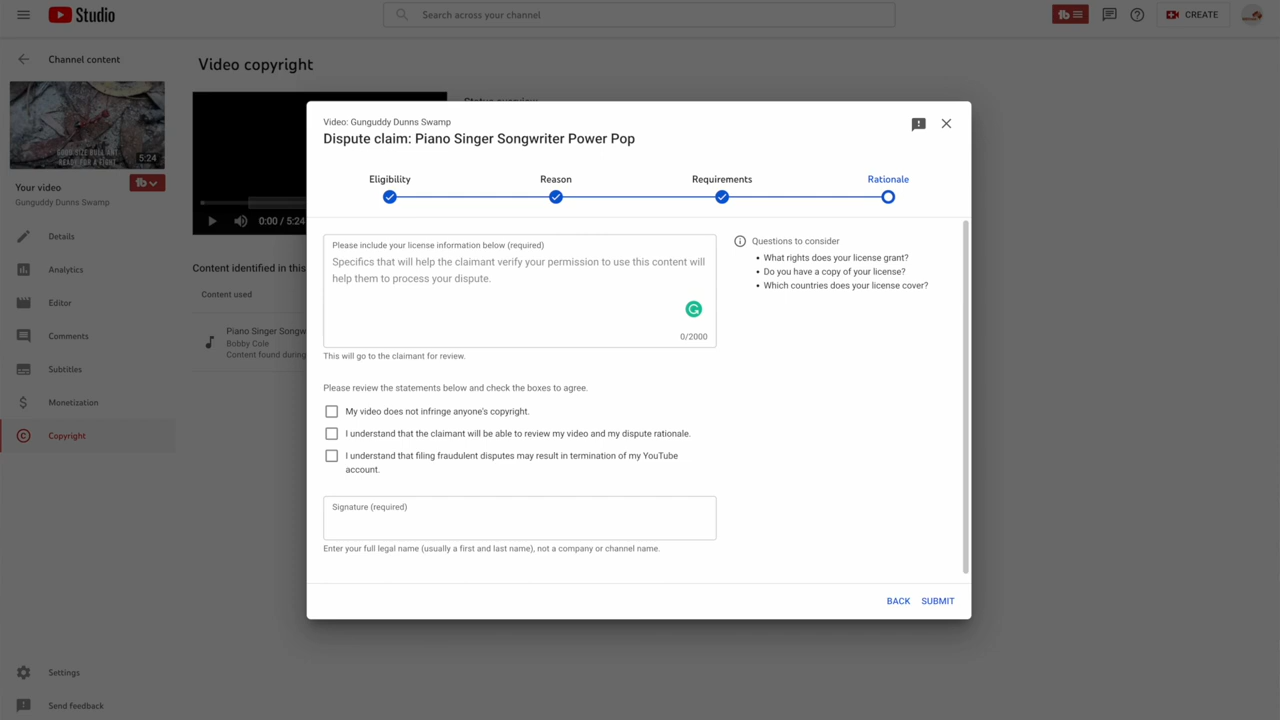 Studio
Search across your channel
CREATE
Channel content
5:24
Your video
Gunguddy Dunns Swamp
Details
Analytics
Editor
Comments
Subtitles
Monetization
Copyright
Settings
Send feedback
Video copyright
Status overview
0:00 / 5:24
Content identified in this
Content used
Piano Singer Songw
Bobby Cole
Content found during
Video: Gunguddy Dunns Swamp
Dispute claim: Piano Singer Songwriter Power Pop
Eligibility
Reason
Requirements
Rationale
Please include your license information below (required)
Specifics that will help the claimant verify your permission to use this content will
help them to process your dispute.
0/2000
This will go to the claimant for review.
Questions to consider
• What rights does your license grant?
• Do you have a copy of your license?
• Which countries does your license cover?
Please review the statements below and check the boxes to agree.
My video does not infringe anyone's copyright.
I understand that the claimant will be able to review my video and my dispute rationale.
I understand that filing fraudulent disputes may result in termination of my YouTube
account.
Signature (required)
Enter your full legal name (usually a first and last name), not a company or channel name.
BACK
SUBMIT